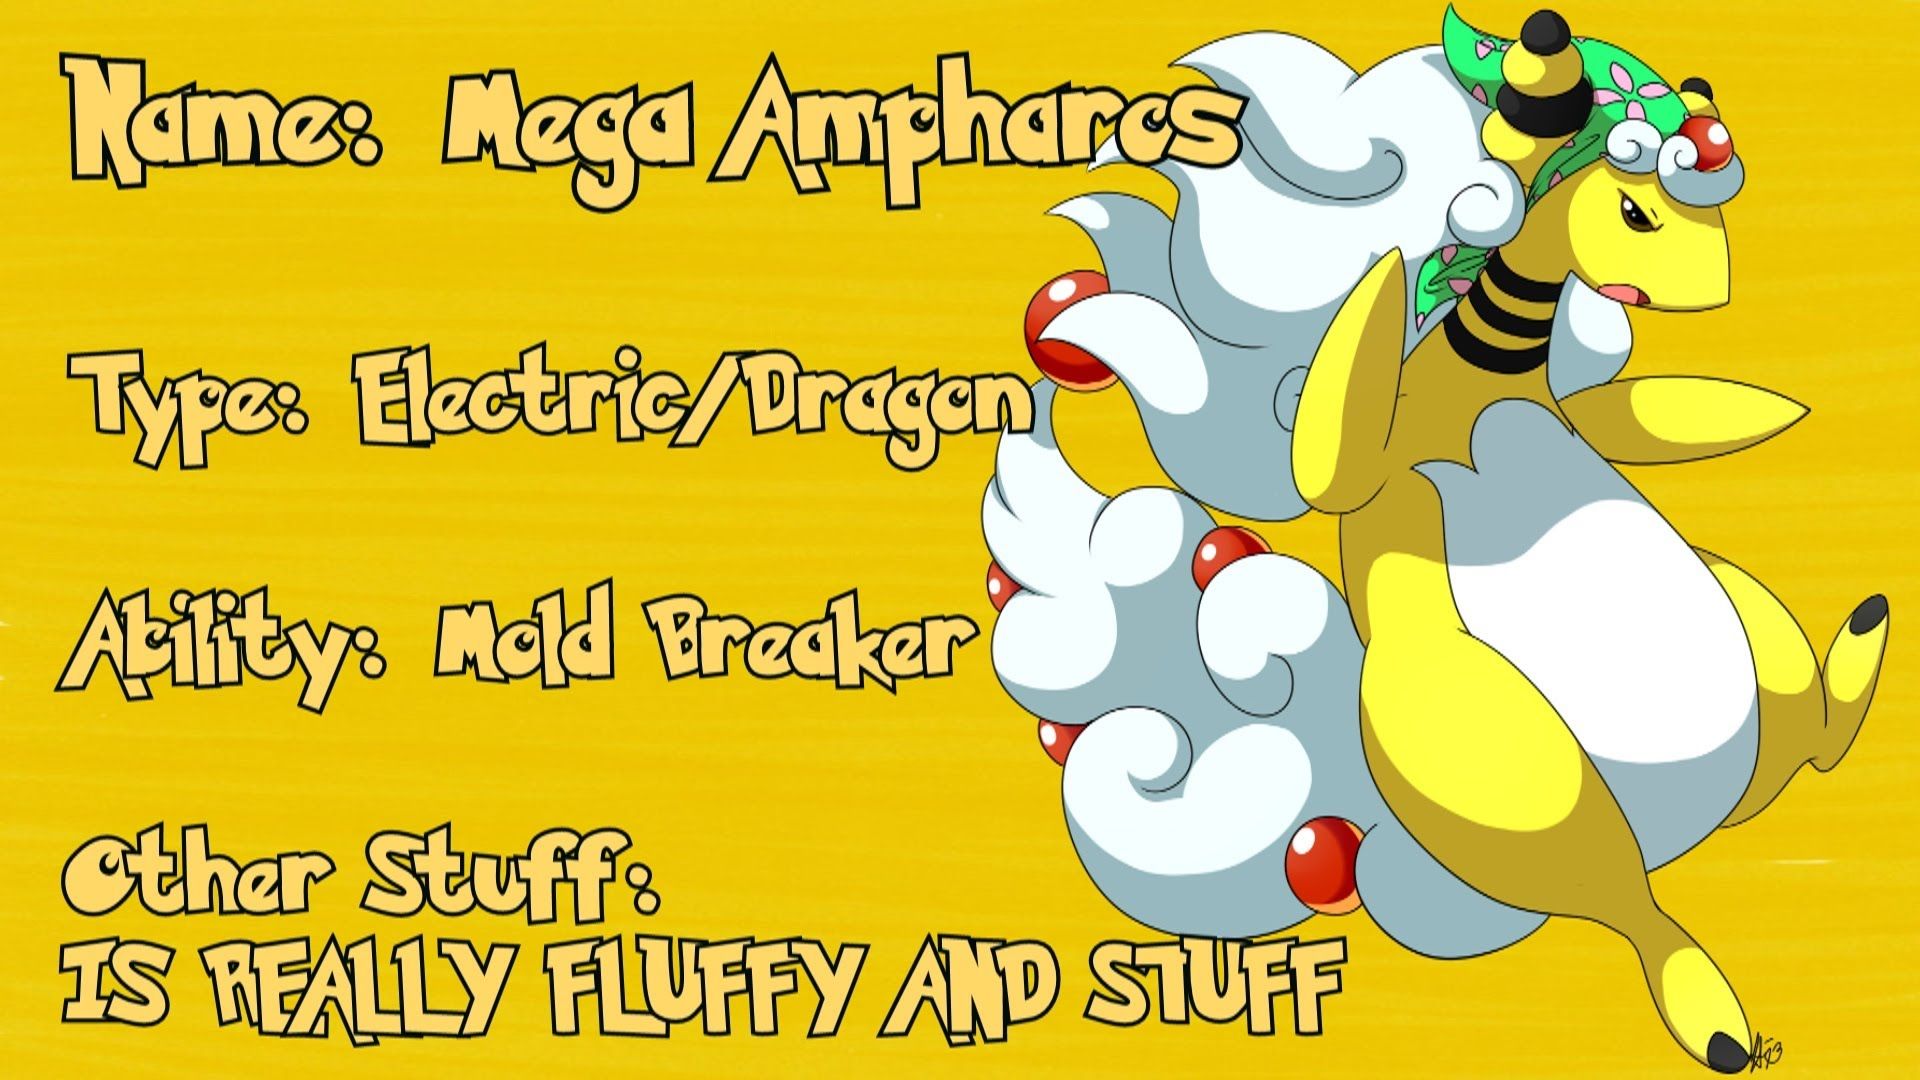 Name: Mega Ampharos
Type: Electric/Dragon
Ability: Mold Breaker
Other Stuff:
IS REALLY FLUFFY AND STUFF